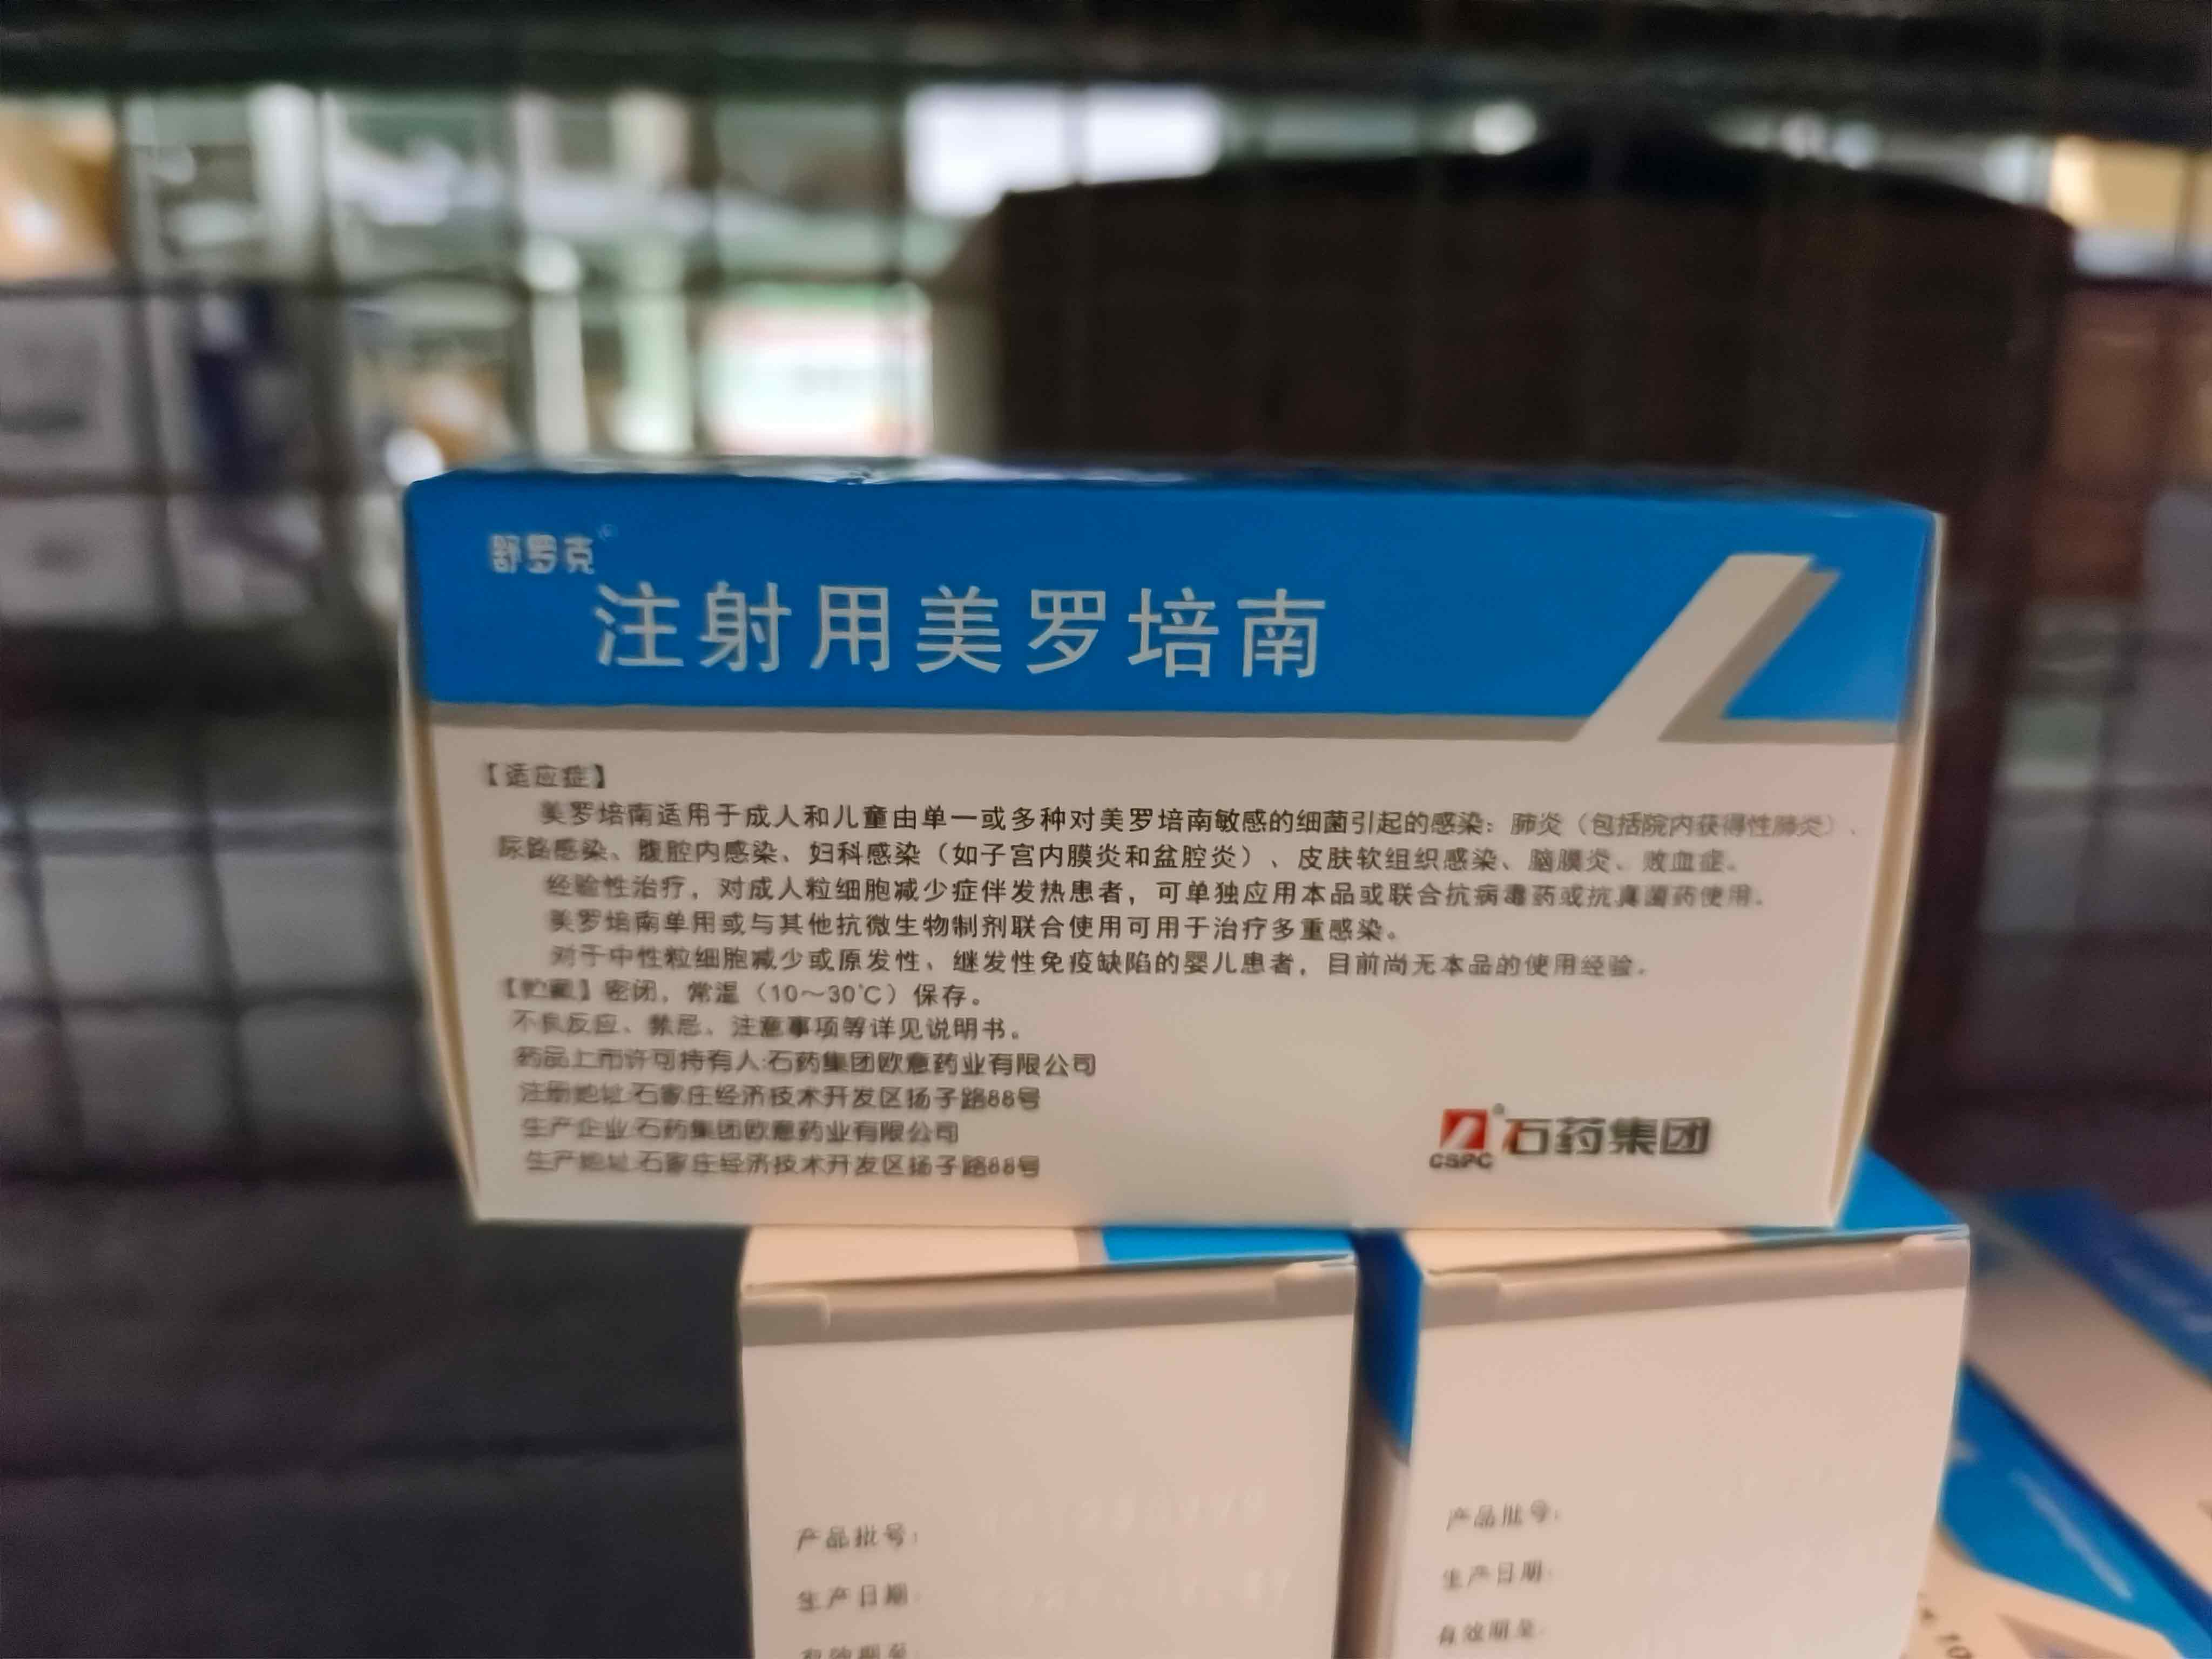 舒罗克
注射用美罗培南
【适应症】
美罗培南适用于成人和儿童由单一或多种对美罗培南敏感的细菌引起的感染：肺炎（包括院内获得性肺炎）、
尿路感染、腹腔内感染、妇科感染（如子宫内膜炎和盆腔炎）、皮肤软组织感染、脑膜炎、败血症。
经验性治疗，对成人粒细胞减少症伴发热患者，可单独应用本品或联合抗病毒药或抗真菌药使用。
美罗培南单用或与其他抗微生物制剂联合使用可用于治疗多重感染。
对于中性粒细胞减少或原发性、继发性免疫缺陷的婴儿患者，目前尚无本品的使用经验。
【贮藏】密闭，常温（10～30℃）保存。
不良反应、禁忌、注意事项等详见说明书。
药品上市许可持有人:石药集团欧意药业有限公司
注册地址:石家庄经济技术开发区扬子路88号
生产企业:石药集团欧意药业有限公司
生产地址:石家庄经济技术开发区扬子路88号
CSPC®石药集团
产品批号：
生产日期：
有效期至：
产品批号：
生产日期：
有效期至：